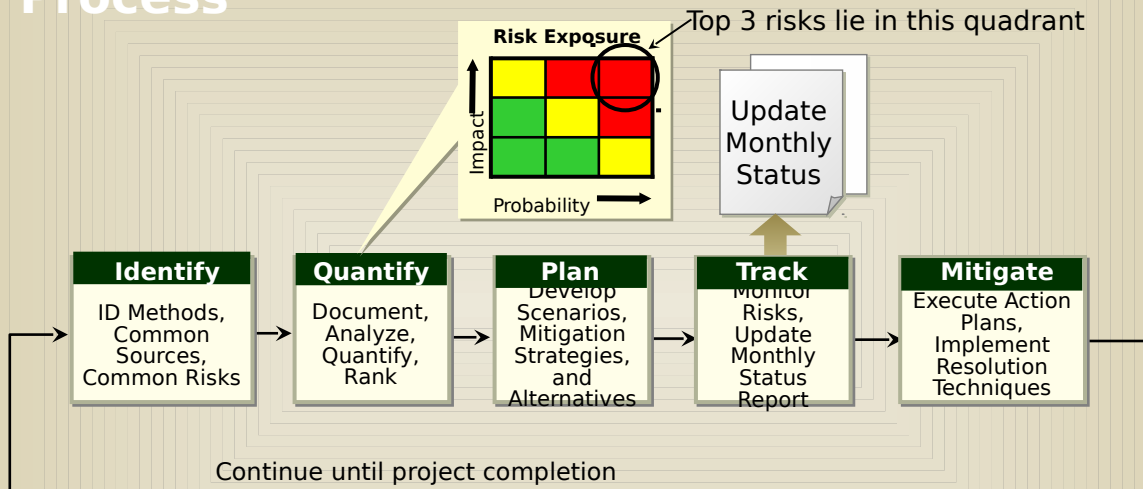 Process
Top 3 risks lie in this quadrant
Risk Exposure
Impact
Probability
Update
Monthly
Status
Identify
ID Methods,
Common
Sources,
Common Risks
Quantify
Document,
Analyze,
Quantify,
Rank
Plan
Develop
Scenarios,
Mitigation
Strategies,
and
Alternatives
Track
Monitor
Risks,
Update
Monthly
Status
Report
Mitigate
Execute Action
Plans,
Implement
Resolution
Techniques
Continue until project completion